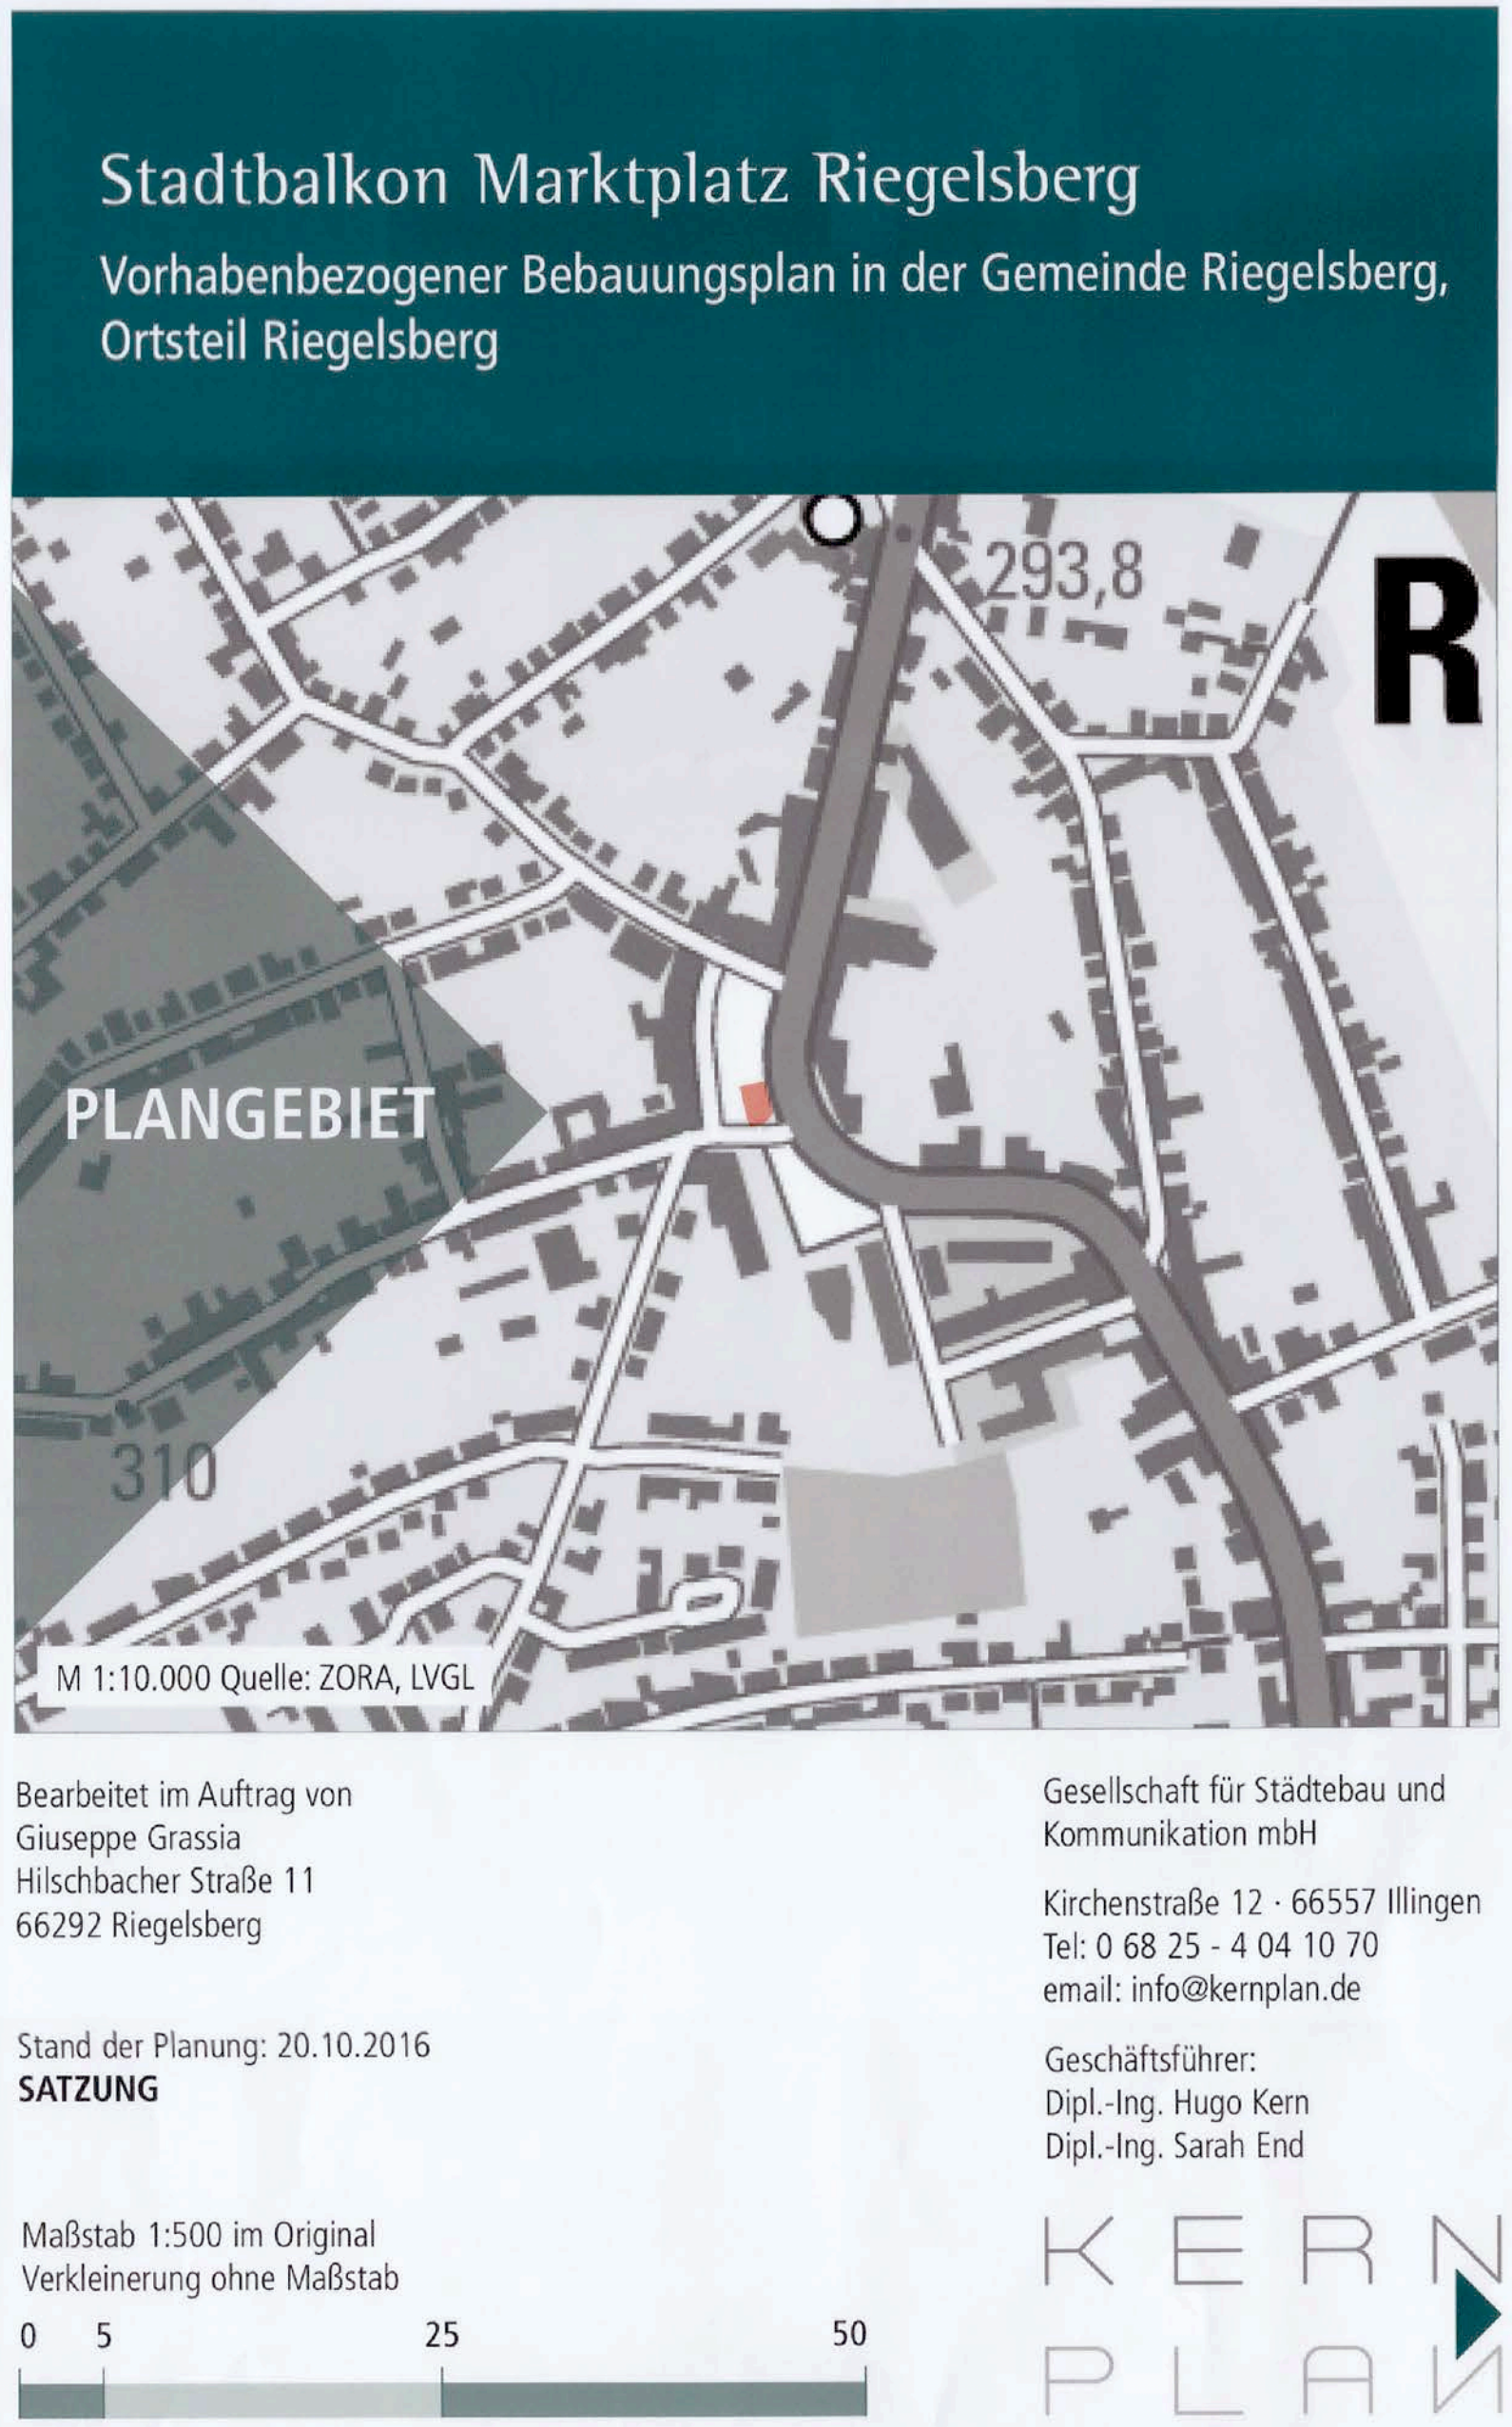 Stadtbalkon Marktplatz Riegelsberg
Vorhabenbezogener Bebauungsplan in der Gemeinde Riegelsberg,
Ortsteil Riegelsberg
293,8
R
PLANGEBIET
310
M 1:10.000 Quelle: ZORA, LVGL
Bearbeitet im Auftrag von
Giuseppe Grassia
Hilschbacher Straße 11
66292 Riegelsberg
Stand der Planung: 20.10.2016
SATZUNG
Maßstab 1:500 im Original
Verkleinerung ohne Maßstab
0 5 25 50
Gesellschaft für Städtebau und
Kommunikation mbH
Kirchenstraße 12 · 66557 Illingen
Tel: 0 68 25 - 4 04 10 70
email: info@kernplan.de
Geschäftsführer:
Dipl.-Ing. Hugo Kern
Dipl.-Ing. Sarah End
KERN
PLAN